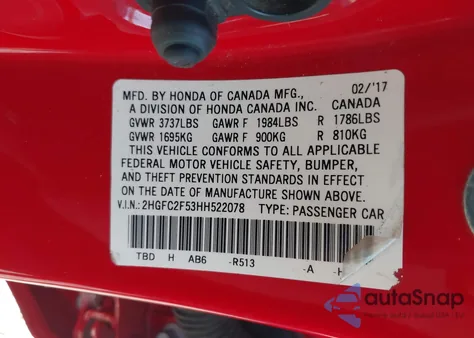 MFD. BY HONDA OF CANADA MFG., 02/'17
A DIVISION OF HONDA CANADA INC. CANADA
GVWR 3737LBS GAWR F 1984LBS R 1786LBS
GVWR 1695KG GAWR F 900KG R 810KG
THIS VEHICLE CONFORMS TO ALL APPLICABLE
FEDERAL MOTOR VEHICLE SAFETY, BUMPER,
AND THEFT PREVENTION STANDARDS IN EFFECT
ON THE DATE OF MANUFACTURE SHOWN ABOVE.
V.I.N.: 2HGFC2F53HH522078 TYPE: PASSENGER CAR
TBD H AB6 -R513 -A -H
autoSnap